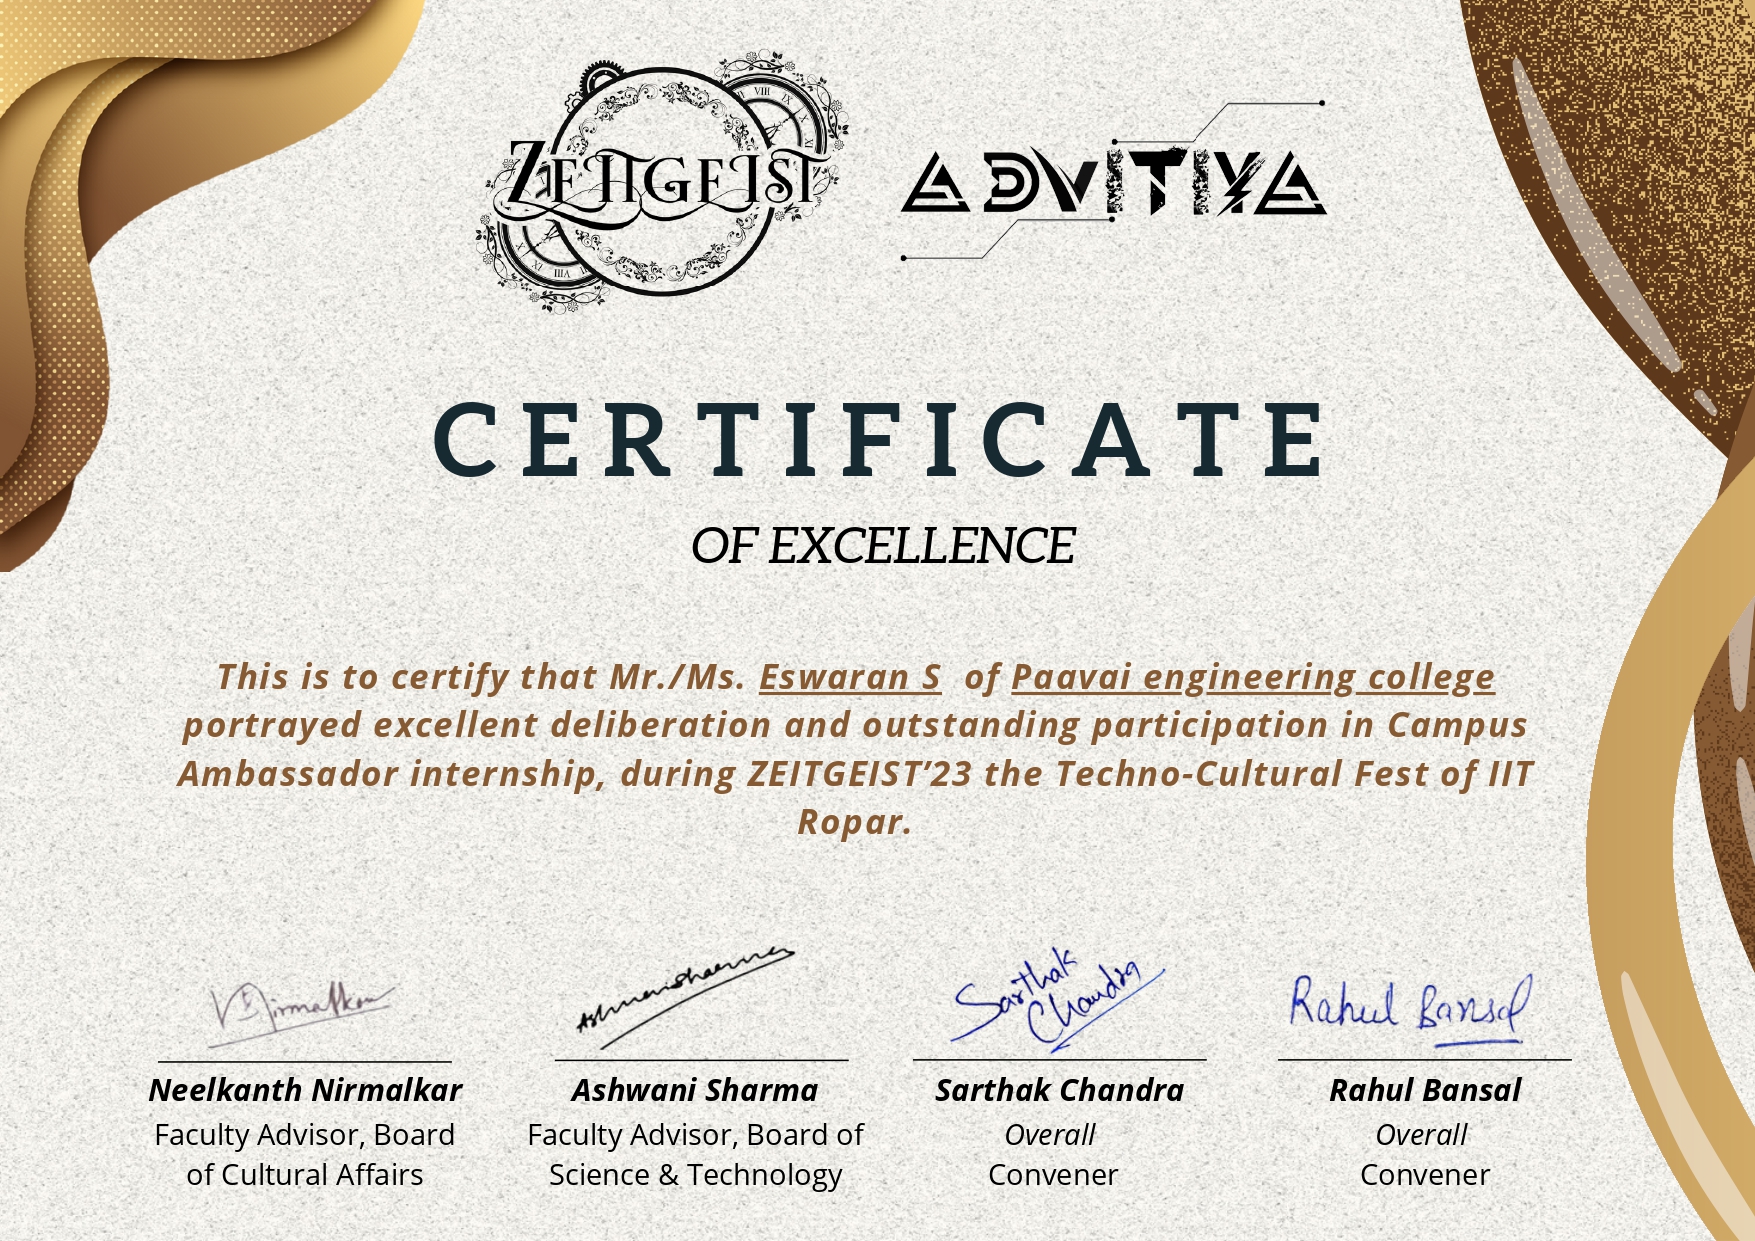 ZEITGEIST
ADVITIYA
CERTIFICATE
OF EXCELLENCE
This is to certify that Mr./Ms. Eswaran S of Paavai engineering college
portrayed excellent deliberation and outstanding participation in Campus
Ambassador internship, during ZEITGEIST’23 the Techno-Cultural Fest of IIT
Ropar.
Sarthak
Chandra
Rahul Bansal
Neelkanth Nirmalkar
Faculty Advisor, Board
of Cultural Affairs
Ashwani Sharma
Faculty Advisor, Board of
Science & Technology
Sarthak Chandra
Overall
Convener
Rahul Bansal
Overall
Convener